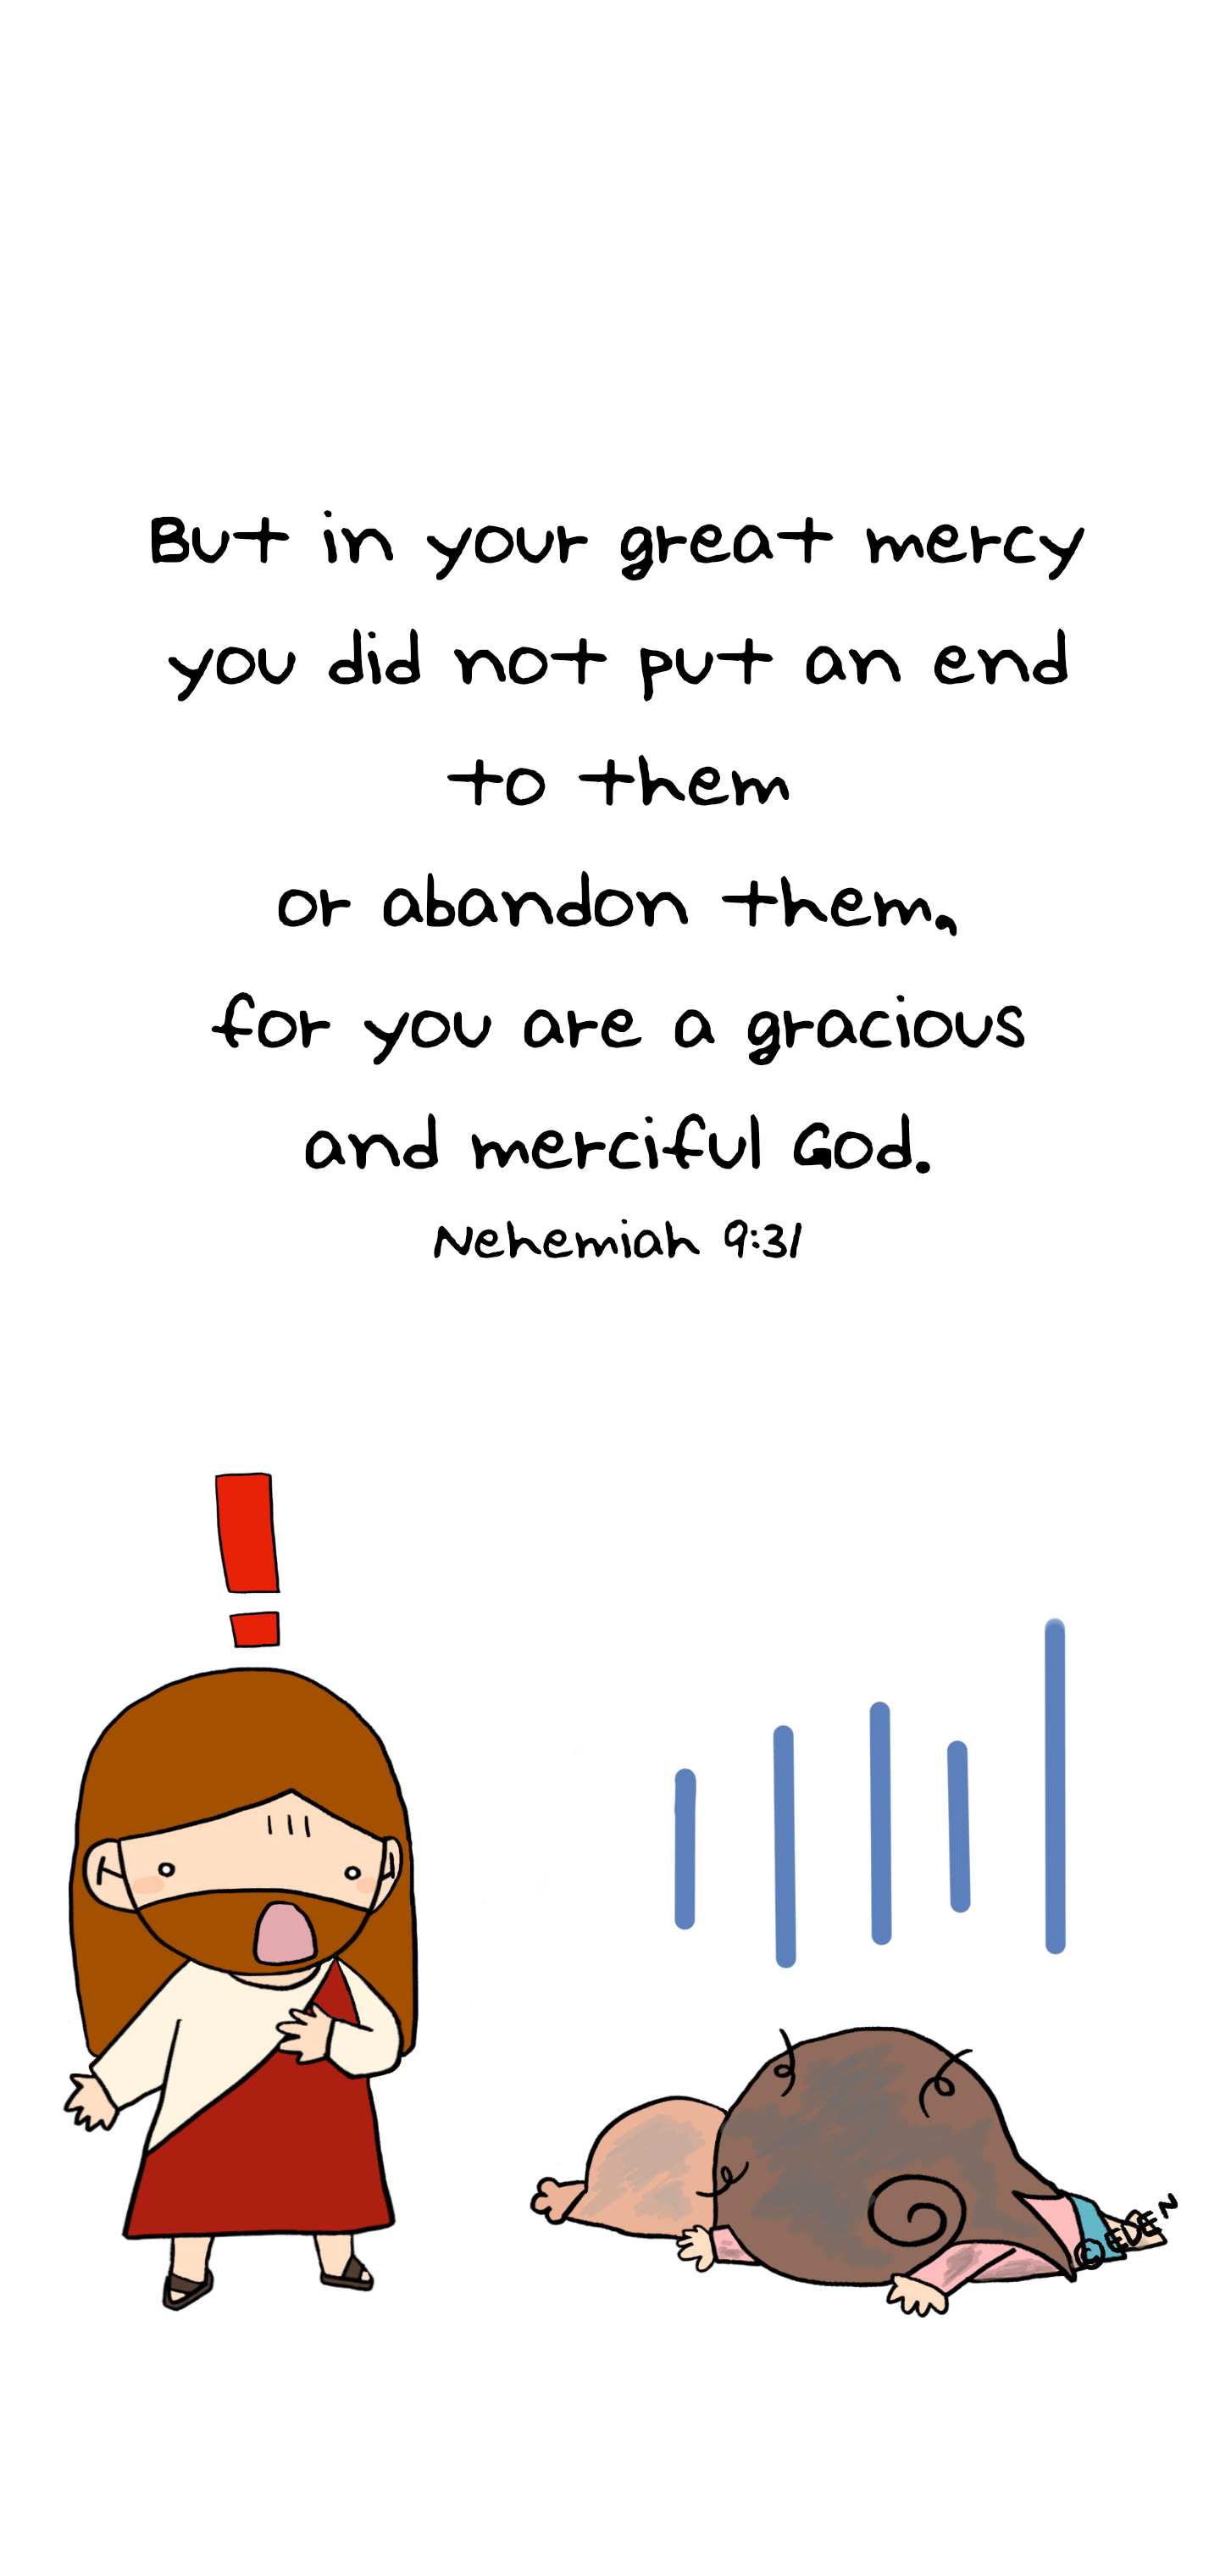 But in your great mercy
you did not put an end
to them
or abandon them,
for you are a gracious
and merciful God.
Nehemiah 9:31
!
© EDEN